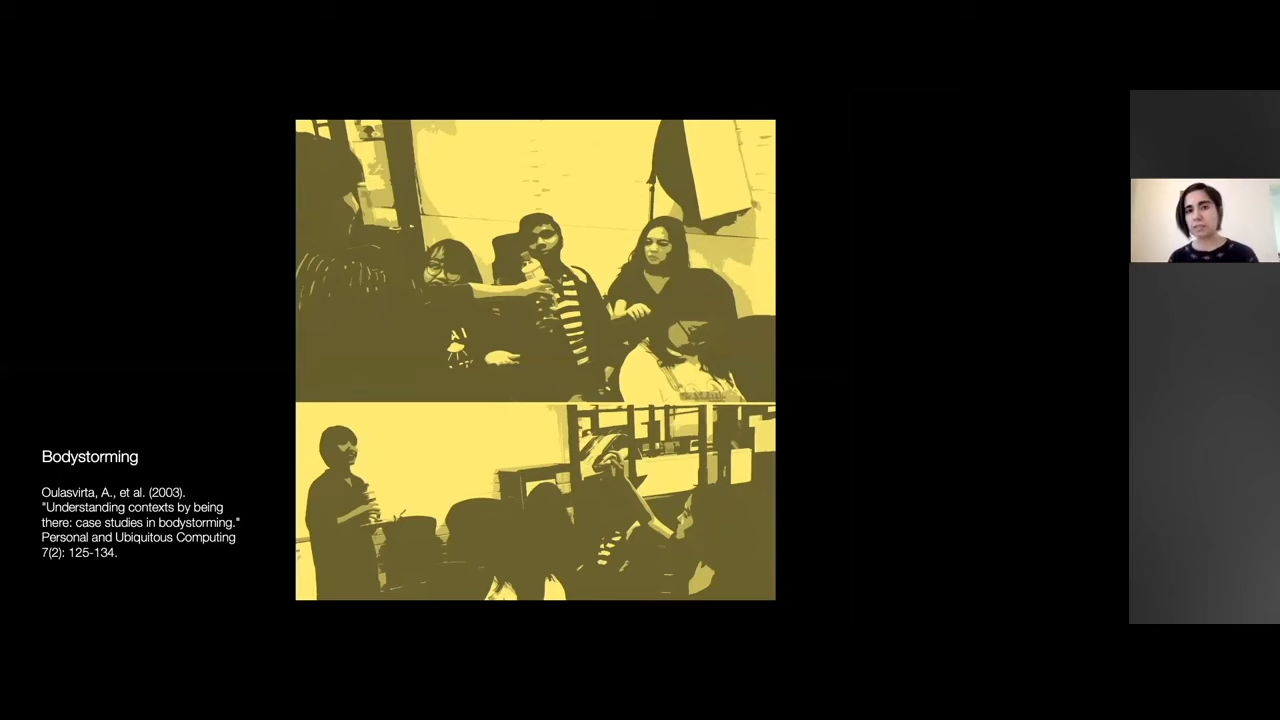 Bodystorming
Oulasvirta, A., et al. (2003).
"Understanding contexts by being
there: case studies in bodystorming."
Personal and Ubiquitous Computing
7(2): 125-134.